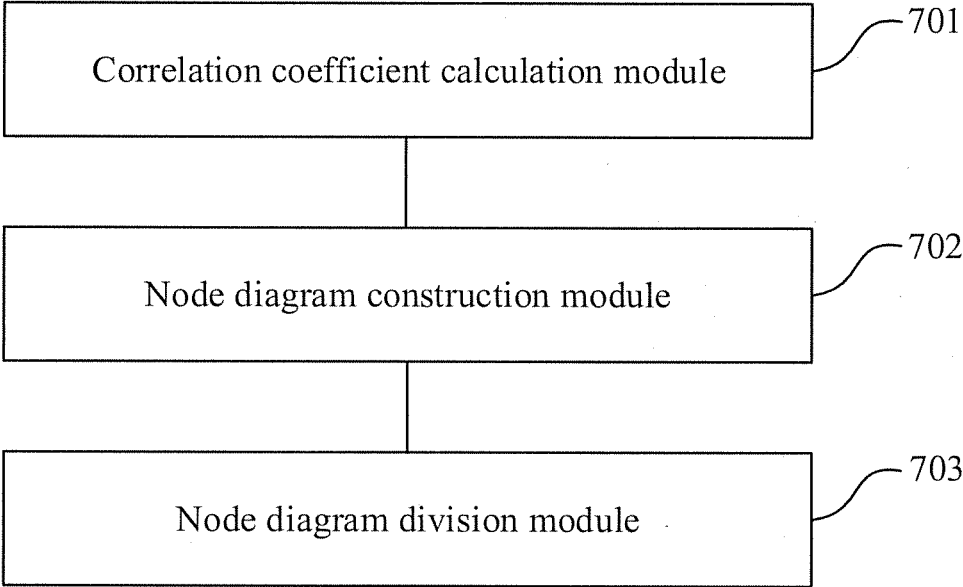 701
Correlation coefficient calculation module
702
Node diagram construction module
703
Node diagram division module